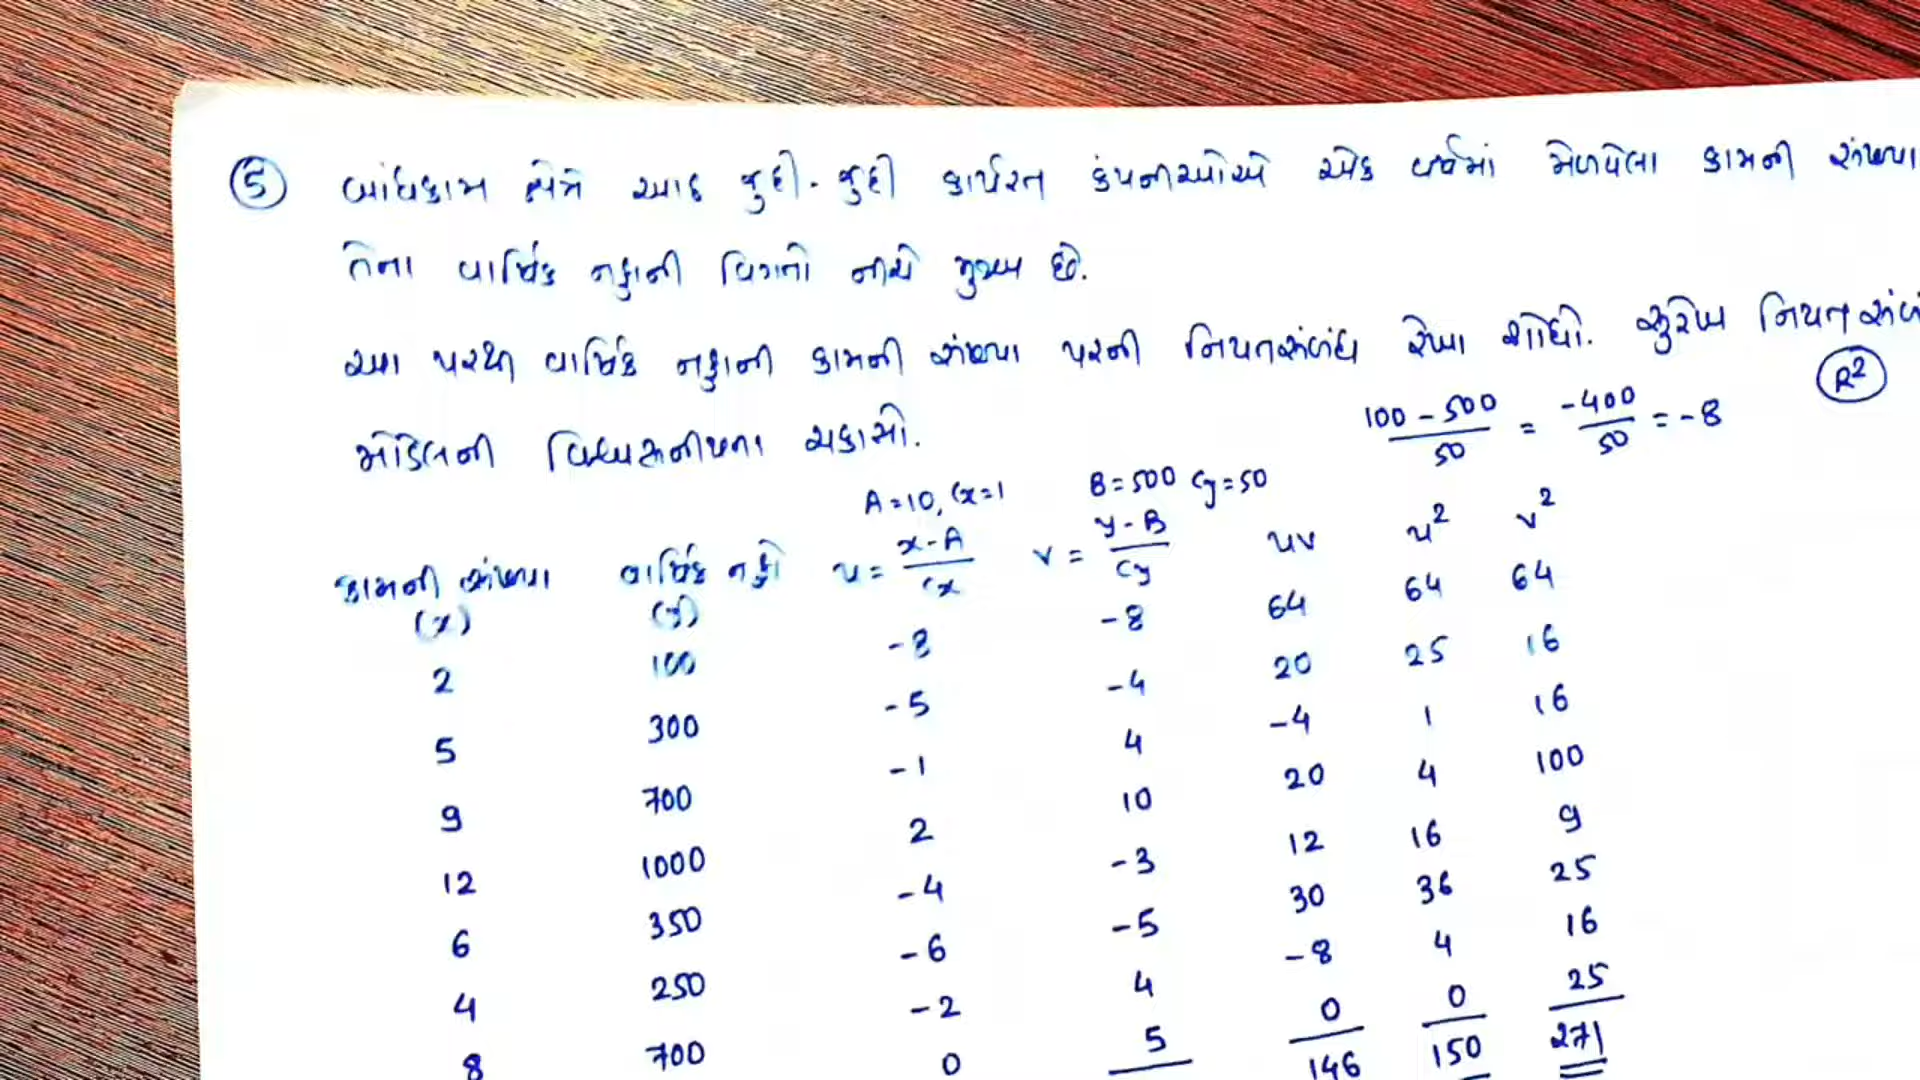 ⑤ બાંધકામ ક્ષેત્રે આઠ જુદી-જુદી કાર્યરત કંપનીઓએ એક વર્ષમાં મેળવેલા કામની સંખ્યા
તેના વાર્ષિક નફાની વિગતો નીચે મુજબ છે.
આ પરથી વાર્ષિક નફાની કામની સંખ્યા પરની નિયતસંબંધ રેખા શોધો. સુરેખ નિયતસંબં
મોડેલની વિશ્વસનીયતા ચકાસો.
R²
100-500/50 = -400/50 = -8
A=10, Cx=1 B=500 Cy=50
કામની સંખ્યા (x) વાર્ષિક નફો (y) u = x-A/Cx v = y-B/Cy uv u² v²
2 100 -8 -8 64 64 64
5 300 -5 -4 20 25 16
9 700 -1 4 -4 1 16
12 1000 2 10 20 4 100
6 350 -4 -3 12 16 9
4 250 -6 -5 30 36 25
8 700 -2 4 -8 4 16
0 5 0 0 25
146 150 271